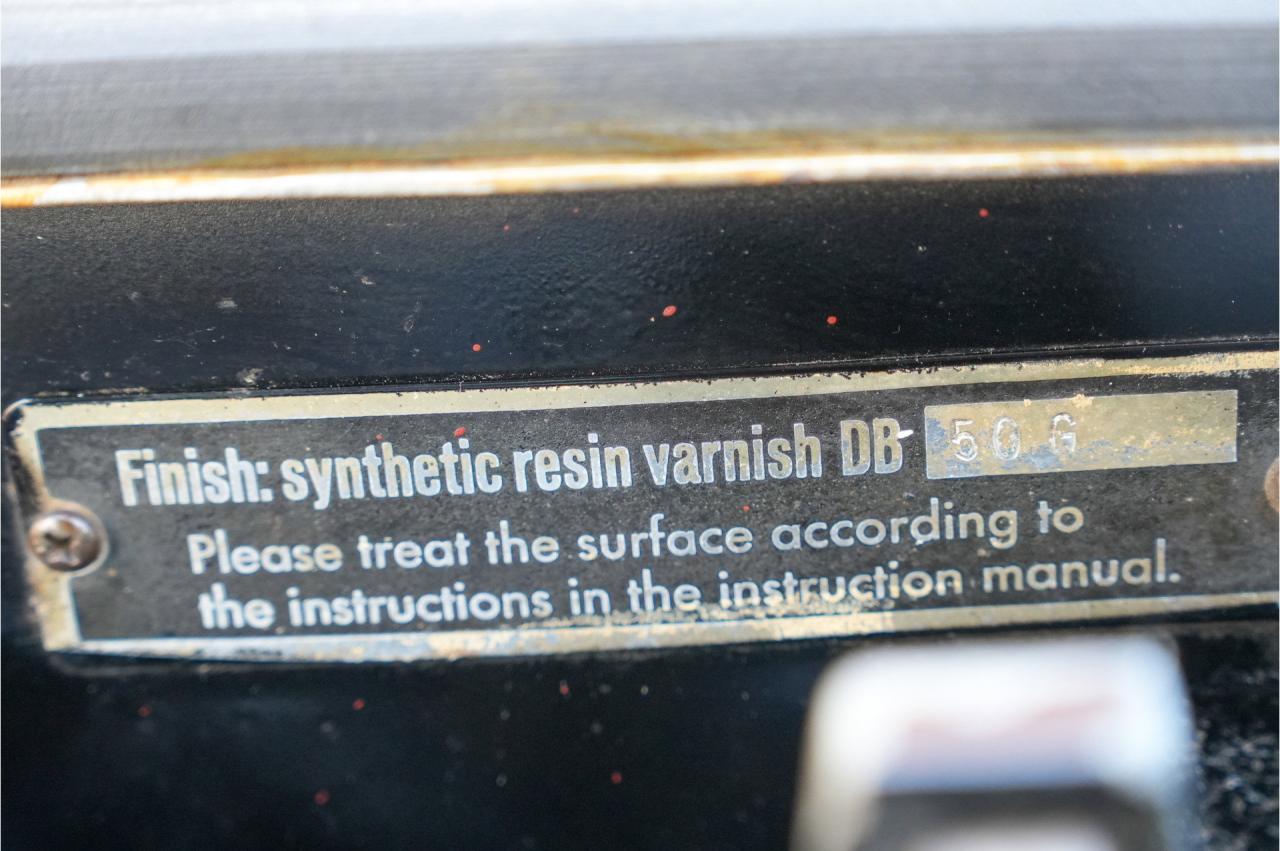 Finish: synthetic resin varnish DB 50 G
Please treat the surface according to
the instructions in the instruction manual.